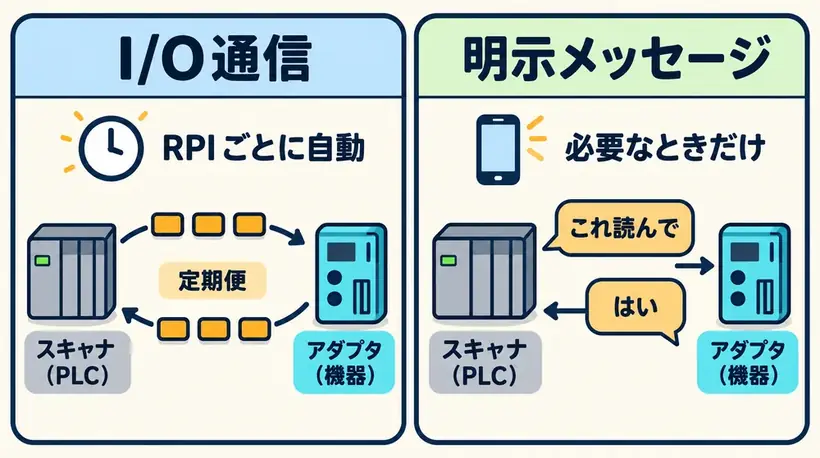 I/O通信
RPIごとに自動
定期便
スキャナ
（PLC）
アダプタ
（機器）
明示メッセージ
必要なときだけ
これ読んで
はい
スキャナ
（PLC）
アダプタ
（機器）